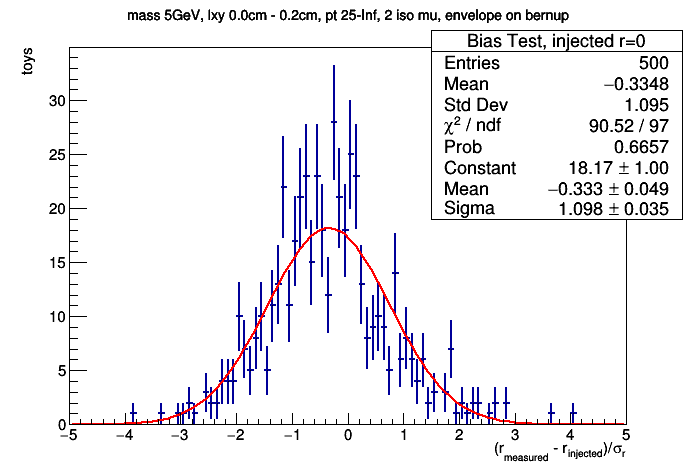 mass 5GeV, lxy 0.0cm - 0.2cm, pt 25-Inf, 2 iso mu, envelope on bernup
Bias Test, injected r=0
Entries 500
Mean −0.3348
Std Dev 1.095
χ² / ndf 90.52 / 97
Prob 0.6657
Constant 18.17 ± 1.00
Mean −0.333 ± 0.049
Sigma 1.098 ± 0.035
toys
30
25
20
15
10
5
0
−5 −4 −3 −2 −1 0 1 2 3 4 5
(r_measured - r_injected)/σ_r